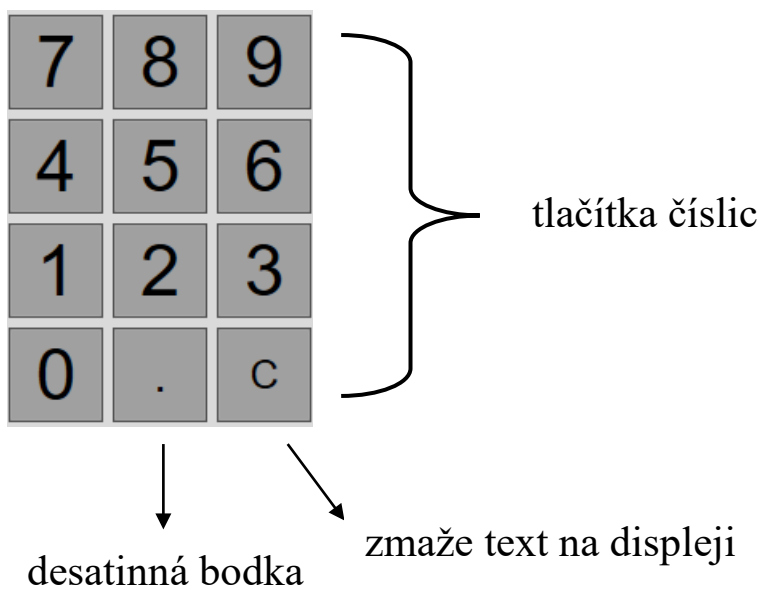 7 8 9
4 5 6
tlačítka číslic
1 2 3
0 . C
zmaže text na displeji
desatinná bodka